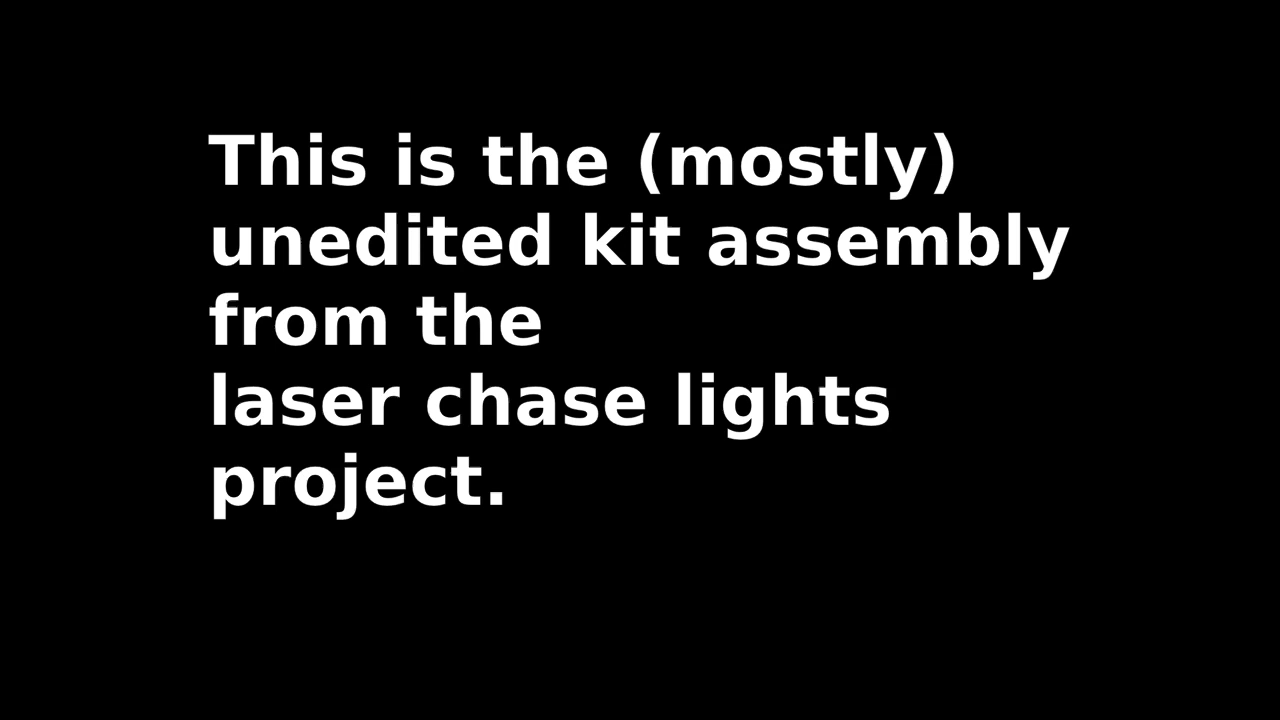 This is the (mostly)
unedited kit assembly
from the
laser chase lights
project.